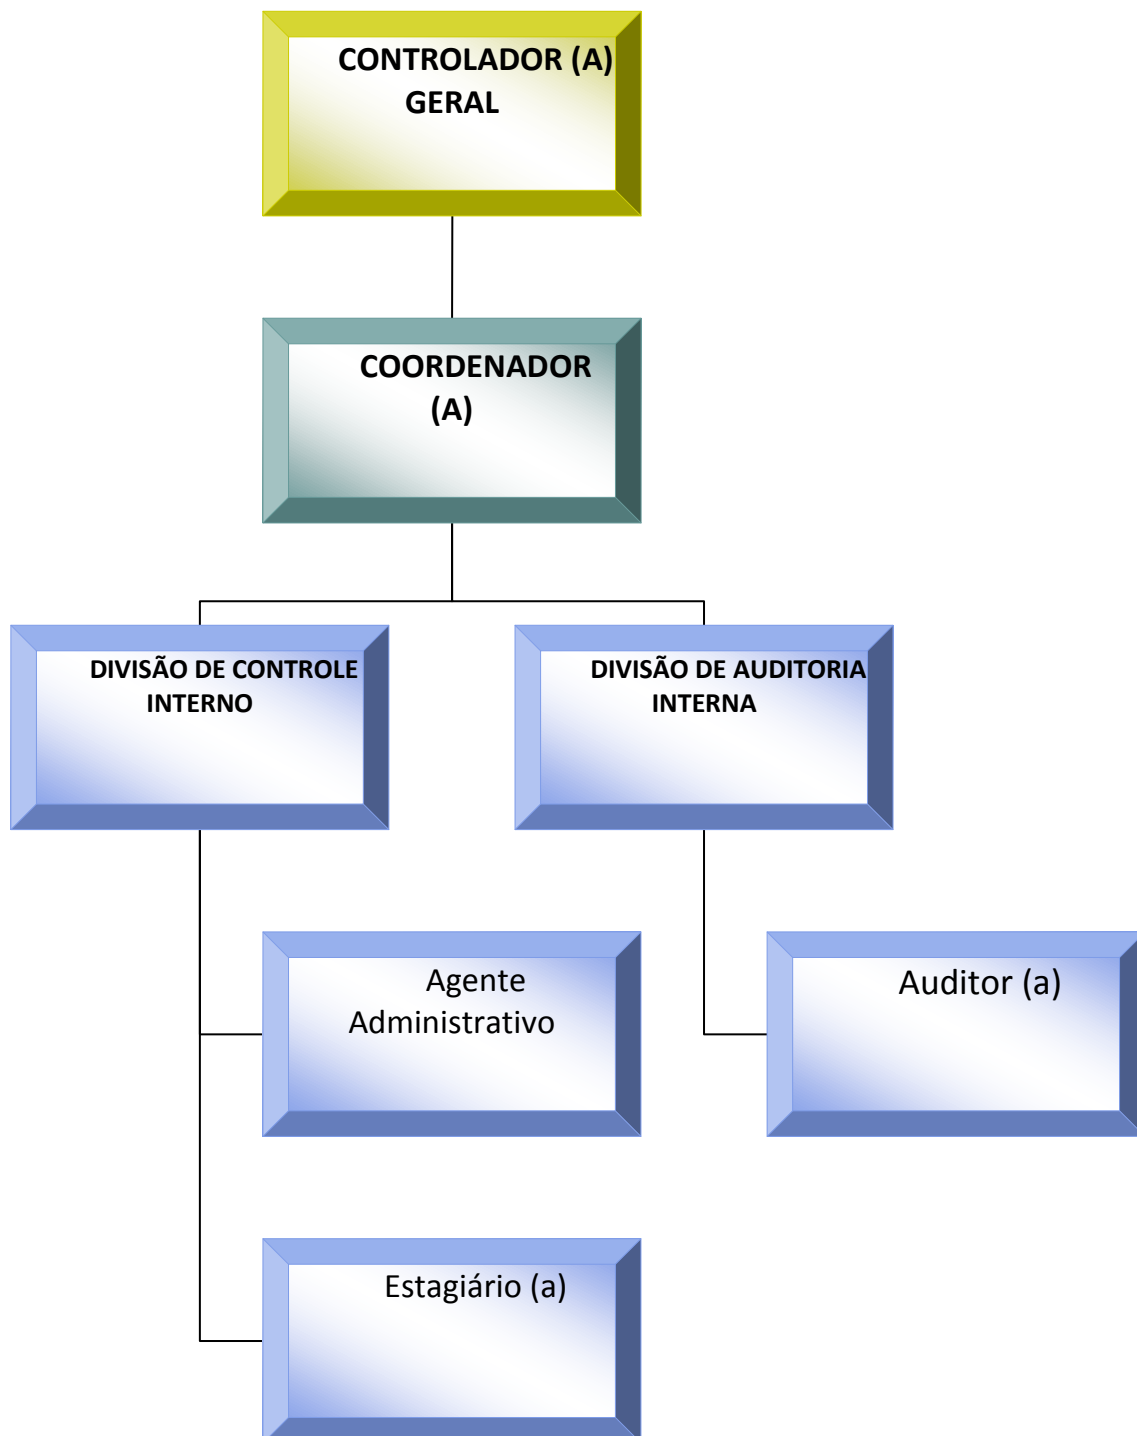 CONTROLADOR (A)
GERAL
COORDENADOR
(A)
DIVISÃO DE CONTROLE
INTERNO
DIVISÃO DE AUDITORIA
INTERNA
Agente
Administrativo
Auditor (a)
Estagiário (a)